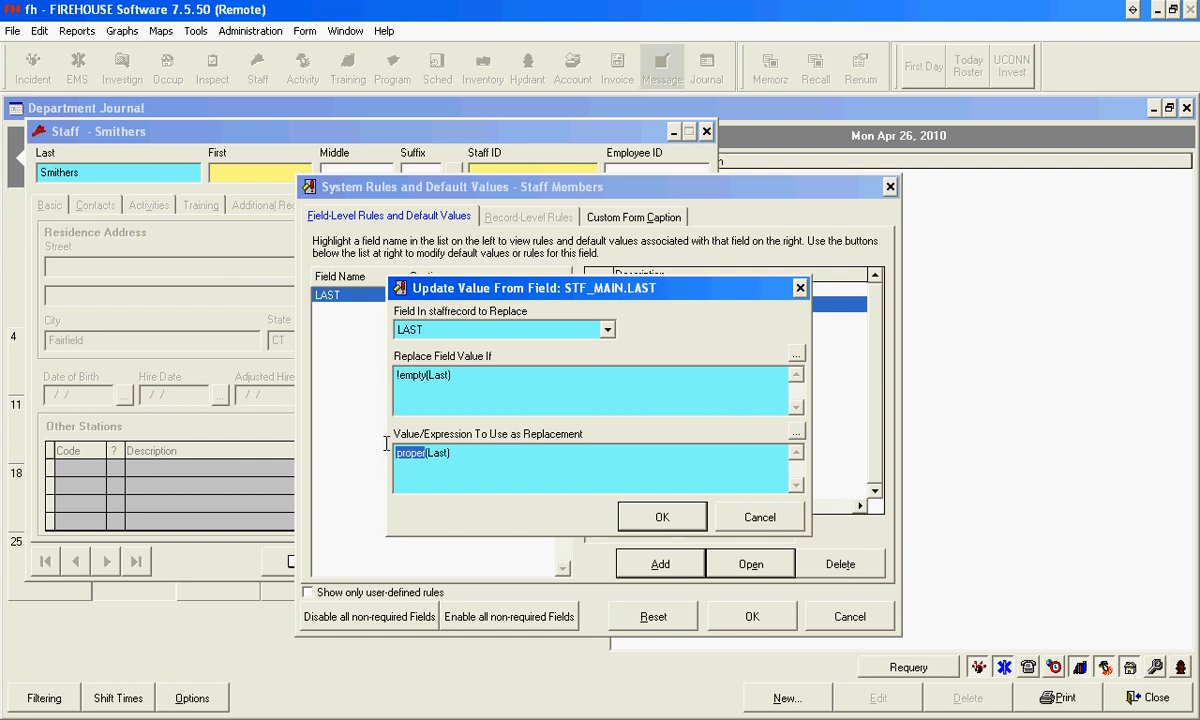 fh - FIREHOUSE Software 7.5.50 (Remote)
File Edit Reports Graphs Maps Tools Administration Form Window Help
Incident EMS Investign Occup Inspect Staff Activity Training Program Sched Inventory Hydrant Account Invoice Message Journal Memorz Recall Renum First Day Today Roster UCONN Invest
Department Journal
Staff - Smithers
Mon Apr 26, 2010
Last First Middle Suffix Staff ID Employee ID
Smithers
System Rules and Default Values - Staff Members
Basic Contacts Activities Training
Field-Level Rules and Default Values Record-Level Rules Custom Form Caption
Residence Address
Street
Highlight a field name in the list on the left to view rules and default values associated with that field on the right. Use the buttons
below the list at right to modify default values or rules for this field.
Field Name
LAST
Update Value From Field: STF_MAIN.LAST
Field In staffrecord to Replace
LAST
City State
Fairfield CT
Replace Field Value If
!empty(Last)
Date of Birth Hire Date Adjusted Hire
/ / ... / / ... / /
4
11
18
25
Other Stations
Code ? Description
Value/Expression To Use as Replacement
proper(Last)
OK Cancel
Add Open Delete
Show only user-defined rules
Disable all non-required Fields Enable all non-required Fields Reset OK Cancel
Requery
Filtering Shift Times Options New... Edit Delete Print Close